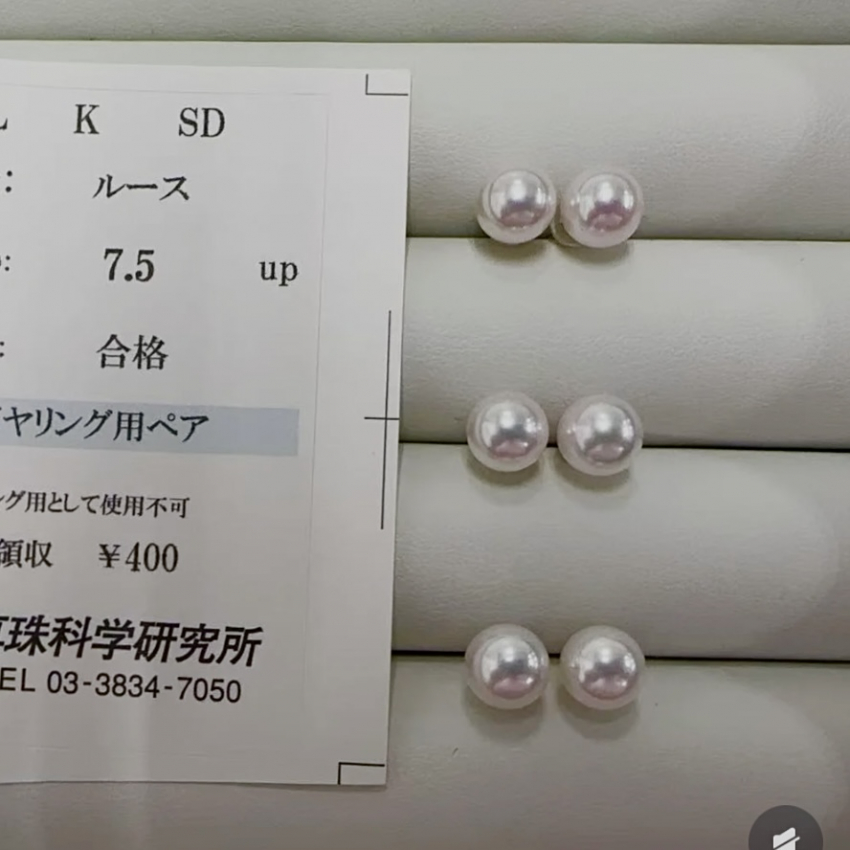 K SD
: ルース
: 7.5 up
: 合格
ヤリング用ペア
グ用として使用不可
領収 ¥400
珠科学研究所
EL 03-3834-7050